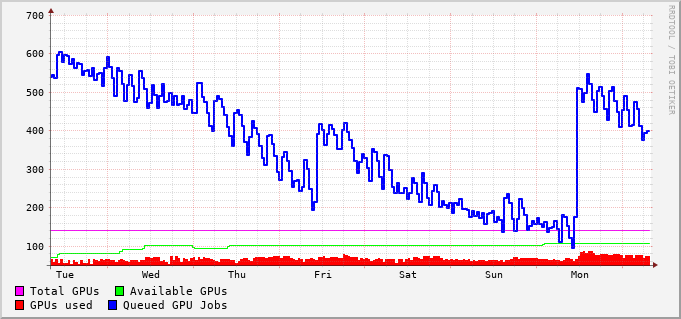 700
600
500
400
300
200
100
Tue Wed Thu Fri Sat Sun Mon
Total GPUs Available GPUs
GPUs used Queued GPU Jobs
RRDTOOL / TOBI OETIKER